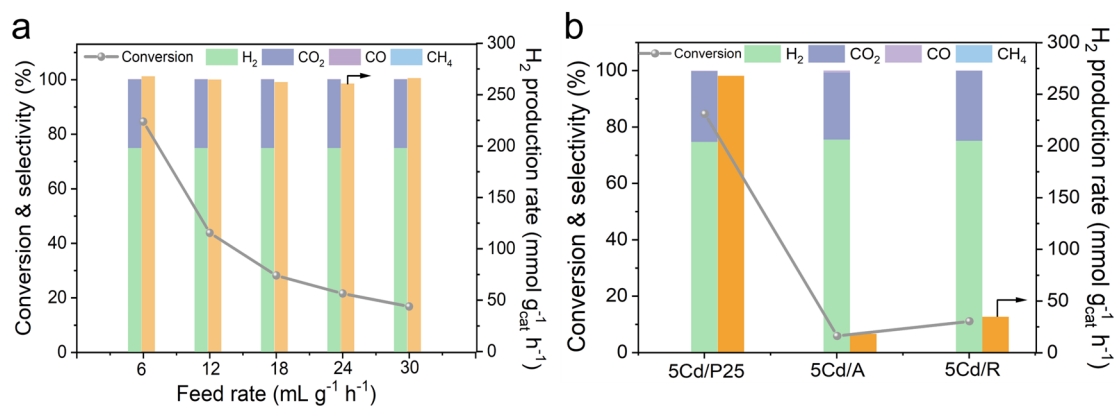 a
Conversion H₂ CO₂ CO CH₄
Conversion & selectivity (%)
0
20
40
60
80
100
6 12 18 24 30
Feed rate (mL g⁻¹ h⁻¹)
H₂ production rate (mmol g_cat⁻¹ h⁻¹)
0
50
100
150
200
250
300
b
Conversion H₂ CO₂ CO CH₄
Conversion & selectivity (%)
0
20
40
60
80
100
5Cd/P25 5Cd/A 5Cd/R
H₂ production rate (mmol g_cat⁻¹ h⁻¹)
0
50
100
150
200
250
300